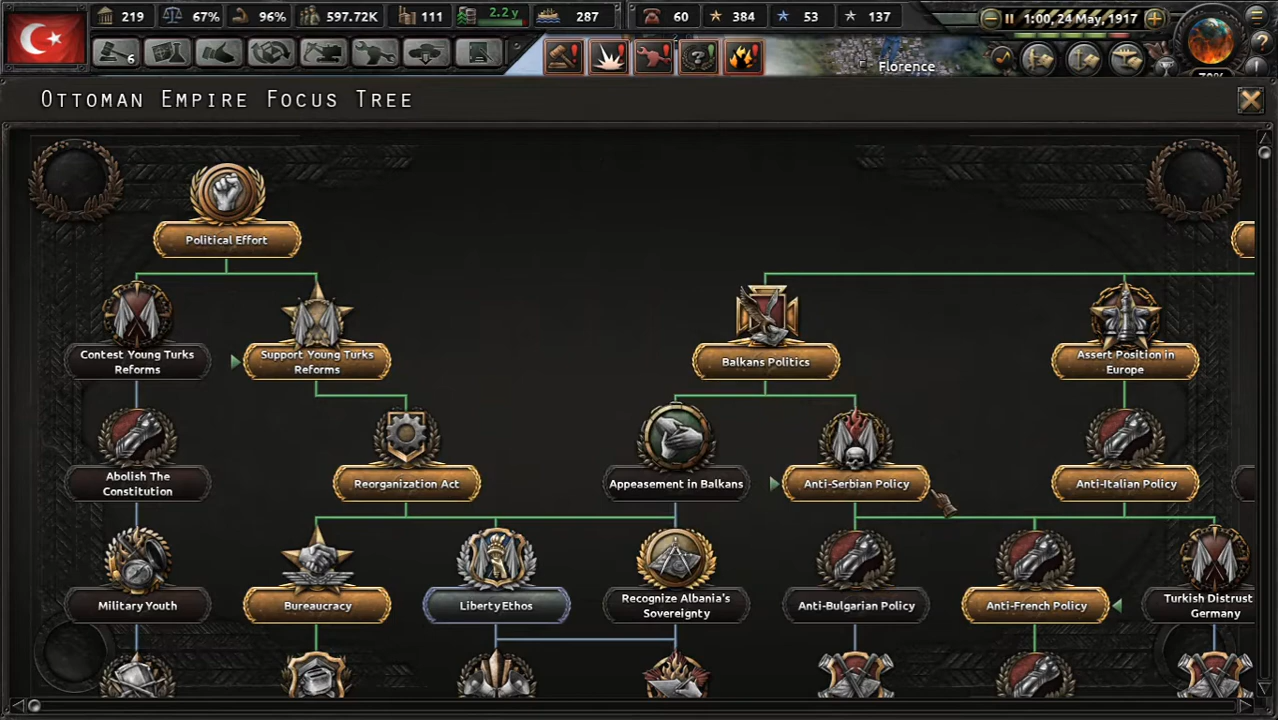 219 67% 96% 597.72K 111 2.2 y 287 60 384 53 137 1:00, 24 May, 1917
6
Florence
?
Ottoman Empire Focus Tree
Political Effort
Contest Young Turks
Reforms
Support Young Turks
Reforms
Balkans Politics
Assert Position in
Europe
Abolish The
Constitution
Reorganization Act
Appeasement in Balkans
Anti-Serbian Policy
Anti-Italian Policy
Military Youth
Bureaucracy
Liberty Ethos
Recognize Albania's
Sovereignty
Anti-Bulgarian Policy
Anti-French Policy
Turkish Distrust
Germany